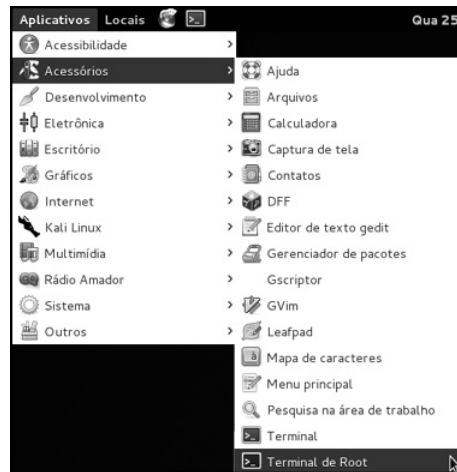 Aplicativos Locais Qua 25
Acessibilidade
Acessórios
Desenvolvimento
Eletrônica
Escritório
Gráficos
Internet
Kali Linux
Multimídia
Rádio Amador
Sistema
Outros
Ajuda
Arquivos
Calculadora
Captura de tela
Contatos
DFF
Editor de texto gedit
Gerenciador de pacotes
Gscriptor
GVim
Leafpad
Mapa de caracteres
Menu principal
Pesquisa na área de trabalho
Terminal
Terminal de Root